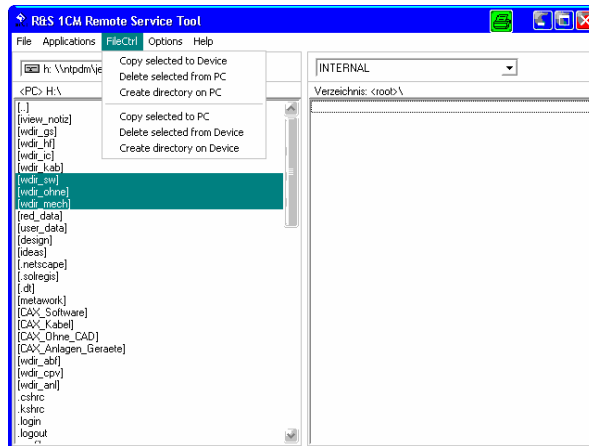 R&S 1CM Remote Service Tool
File Applications FileCtrl Options Help
h: \\ntpdm\je
Copy selected to Device
Delete selected from PC
Create directory on PC
Copy selected to PC
Delete selected from Device
Create directory on Device
INTERNAL
<PC> H:\
Verzeichnis: <root>\
[..]
[iview_notiz]
[wdir_gs]
[wdir_hf]
[wdir_ic]
[wdir_kab]
[wdir_sw]
[wdir_ohne]
[wdir_mech]
[red_data]
[user_data]
[design]
[ideas]
[.netscape]
[.solregis]
[.dt]
[metawork]
[CAX_Software]
[CAX_Kabel]
[CAX_Ohne_CAD]
[CAX_Anlagen_Geraete]
[wdir_abf]
[wdir_cpv]
[wdir_anl]
.cshrc
.kshrc
.login
.logout